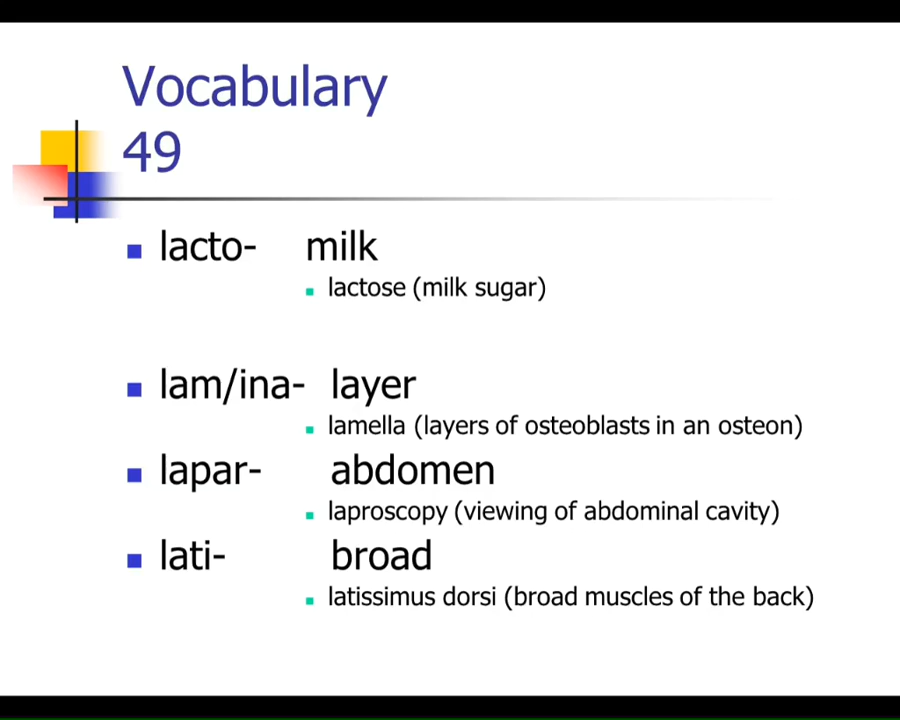 Vocabulary
49
lacto- milk
lactose (milk sugar)
lam/ina- layer
lamella (layers of osteoblasts in an osteon)
lapar- abdomen
laproscopy (viewing of abdominal cavity)
lati- broad
latissimus dorsi (broad muscles of the back)